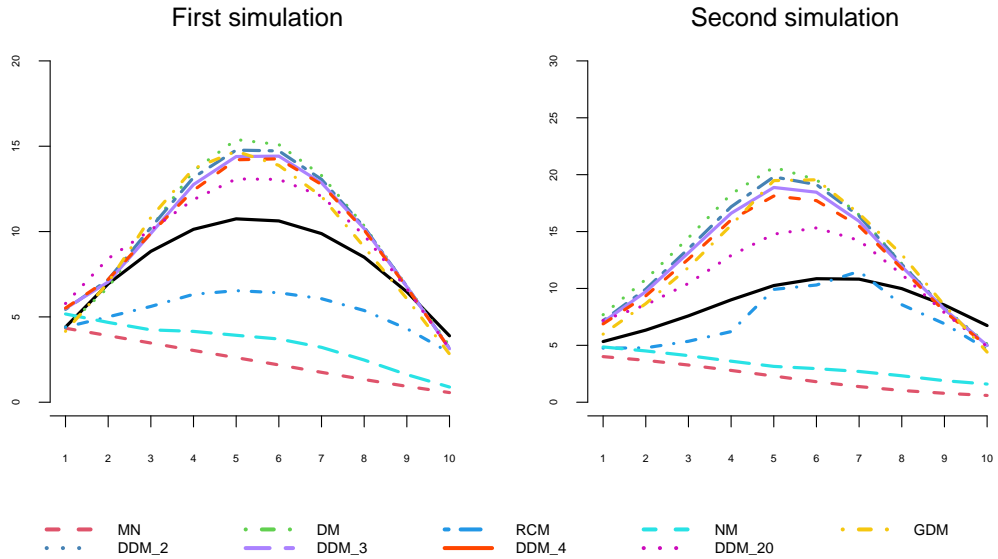 First simulation
Second simulation
20
15
10
5
0
1 2 3 4 5 6 7 8 9 10
30
25
20
15
10
5
0
1 2 3 4 5 6 7 8 9 10
MN DM RCM NM GDM
DDM_2 DDM_3 DDM_4 DDM_20